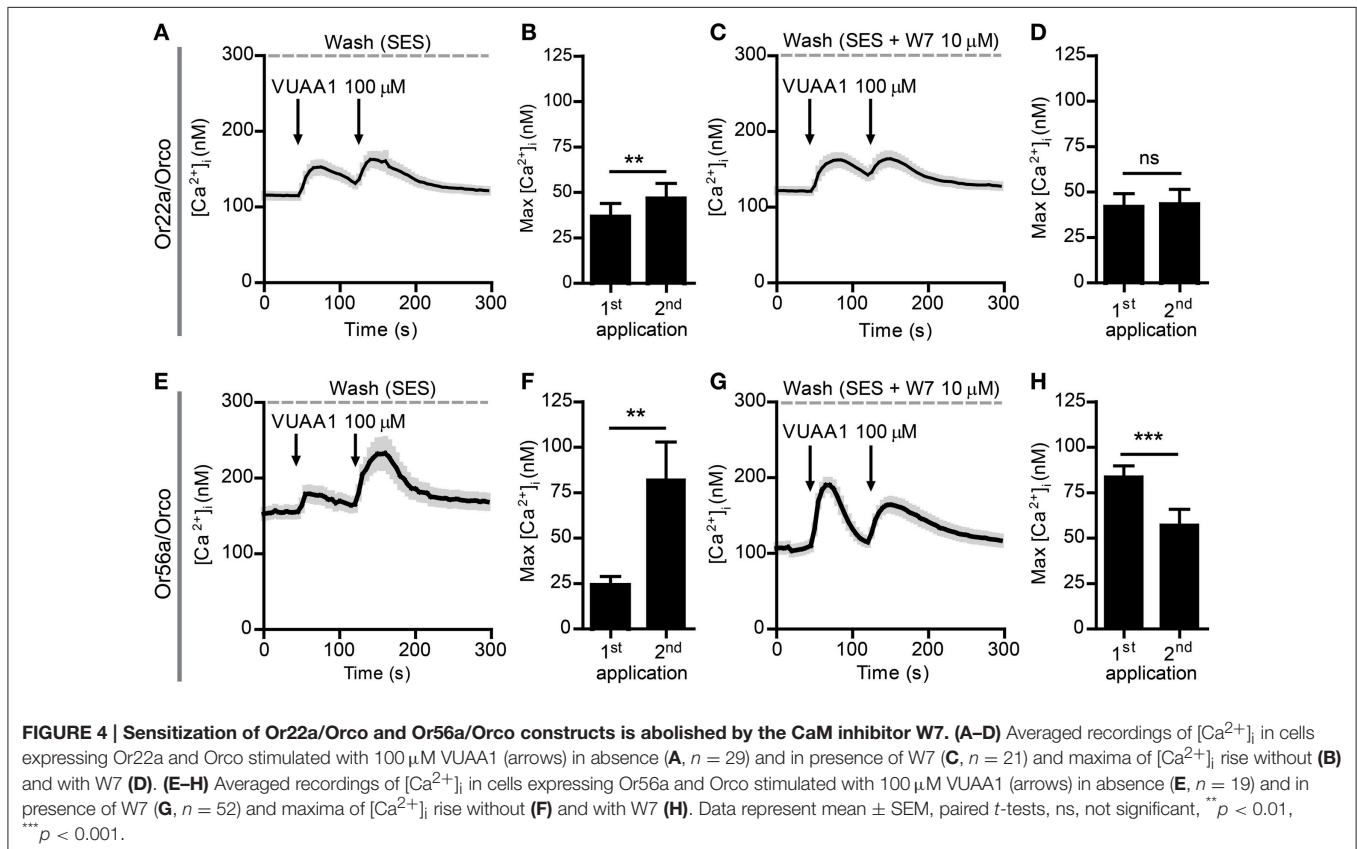 A
Wash (SES)
300
VUAA1 100 μM
200
100
0
[Ca²⁺]ᵢ (nM)
0 100 200 300
Time (s)
Or22a/Orco
B
125
100
75
50
25
0
Max [Ca²⁺]ᵢ (nM)
**
1st 2nd
application
C
Wash (SES + W7 10 μM)
300
VUAA1 100 μM
200
100
0
[Ca²⁺]ᵢ (nM)
0 100 200 300
Time (s)
D
125
100
75
50
25
0
Max [Ca²⁺]ᵢ (nM)
ns
1st 2nd
application
E
Wash (SES)
300
VUAA1 100 μM
200
100
0
[Ca²⁺]ᵢ (nM)
0 100 200 300
Time (s)
Or56a/Orco
F
125
100
75
50
25
0
Max [Ca²⁺]ᵢ (nM)
**
1st 2nd
application
G
Wash (SES + W7 10 μM)
300
VUAA1 100 μM
200
100
0
[Ca²⁺]ᵢ (nM)
0 100 200 300
Time (s)
H
125
100
75
50
25
0
Max [Ca²⁺]ᵢ (nM)
***
1st 2nd
application
FIGURE 4 | Sensitization of Or22a/Orco and Or56a/Orco constructs is abolished by the CaM inhibitor W7. (A–D) Averaged recordings of [Ca²⁺]ᵢ in cells
expressing Or22a and Orco stimulated with 100 μM VUAA1 (arrows) in absence (A, n = 29) and in presence of W7 (C, n = 21) and maxima of [Ca²⁺]ᵢ rise without (B)
and with W7 (D). (E–H) Averaged recordings of [Ca²⁺]ᵢ in cells expressing Or56a and Orco stimulated with 100 μM VUAA1 (arrows) in absence (E, n = 19) and in
presence of W7 (G, n = 52) and maxima of [Ca²⁺]ᵢ rise without (F) and with W7 (H). Data represent mean ± SEM, paired t-tests, ns, not significant, **p < 0.01,
***p < 0.001.